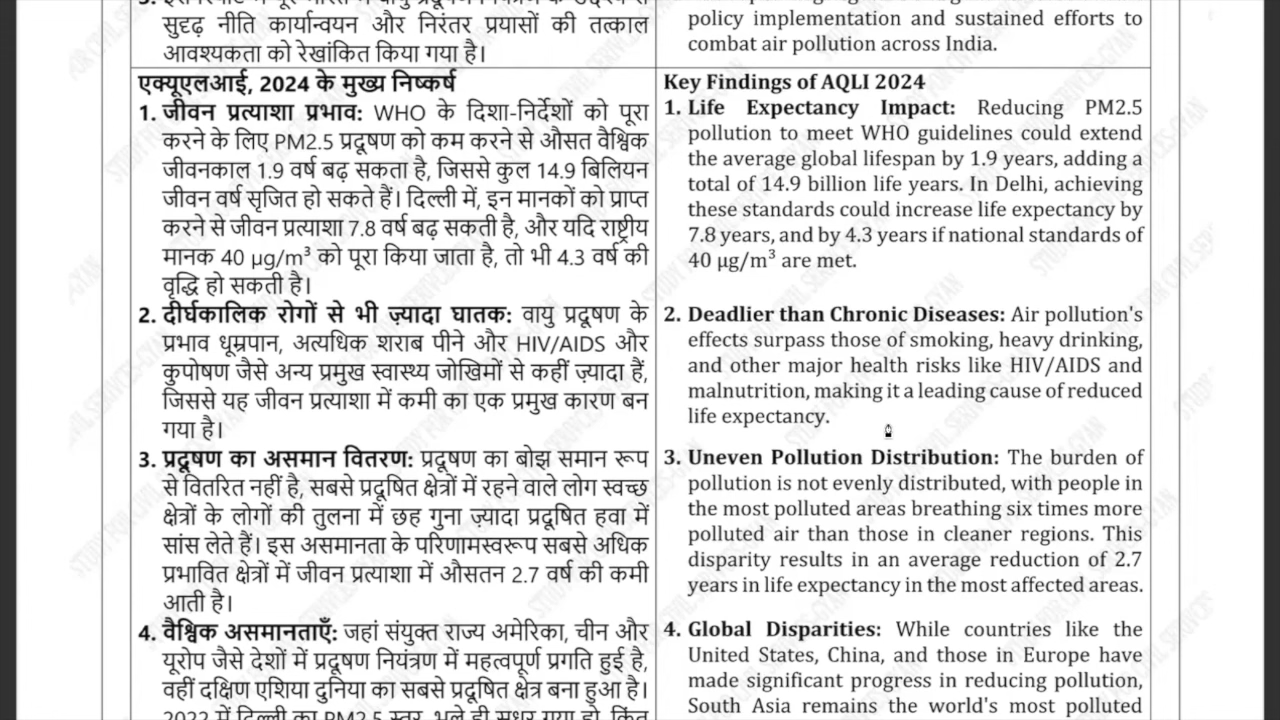 सुदृढ़ नीति कार्यान्वयन और निरंतर प्रयासों की तत्काल
आवश्यकता को रेखांकित किया गया है।
एक्यूएलआई, 2024 के मुख्य निष्कर्ष
1. जीवन प्रत्याशा प्रभाव: WHO के दिशा-निर्देशों को पूरा
करने के लिए PM2.5 प्रदूषण को कम करने से औसत वैश्विक
जीवनकाल 1.9 वर्ष बढ़ सकता है, जिससे कुल 14.9 बिलियन
जीवन वर्ष सृजित हो सकते हैं। दिल्ली में, इन मानकों को प्राप्त
करने से जीवन प्रत्याशा 7.8 वर्ष बढ़ सकती है, और यदि राष्ट्रीय
मानक 40 µg/m³ को पूरा किया जाता है, तो भी 4.3 वर्ष की
वृद्धि हो सकती है।
2. दीर्घकालिक रोगों से भी ज़्यादा घातक: वायु प्रदूषण के
प्रभाव धूम्रपान, अत्यधिक शराब पीने और HIV/AIDS और
कुपोषण जैसे अन्य प्रमुख स्वास्थ्य जोखिमों से कहीं ज़्यादा हैं,
जिससे यह जीवन प्रत्याशा में कमी का एक प्रमुख कारण बन
गया है।
3. प्रदूषण का असमान वितरण: प्रदूषण का बोझ समान रूप
से वितरित नहीं है, सबसे प्रदूषित क्षेत्रों में रहने वाले लोग स्वच्छ
क्षेत्रों के लोगों की तुलना में छह गुना ज़्यादा प्रदूषित हवा में
सांस लेते हैं। इस असमानता के परिणामस्वरूप सबसे अधिक
प्रभावित क्षेत्रों में जीवन प्रत्याशा में औसतन 2.7 वर्ष की कमी
आती है।
4. वैश्विक असमानताएँ: जहां संयुक्त राज्य अमेरिका, चीन और
यूरोप जैसे देशों में प्रदूषण नियंत्रण में महत्वपूर्ण प्रगति हुई है,
वहीं दक्षिण एशिया दुनिया का सबसे प्रदूषित क्षेत्र बना हुआ है।
2022 में दिल्ली का PM2.5 स्तर, भले ही सुधर गया हो, किंतु
policy implementation and sustained efforts to
combat air pollution across India.
Key Findings of AQLI 2024
1. Life Expectancy Impact: Reducing PM2.5
pollution to meet WHO guidelines could extend
the average global lifespan by 1.9 years, adding a
total of 14.9 billion life years. In Delhi, achieving
these standards could increase life expectancy by
7.8 years, and by 4.3 years if national standards of
40 µg/m³ are met.
2. Deadlier than Chronic Diseases: Air pollution's
effects surpass those of smoking, heavy drinking,
and other major health risks like HIV/AIDS and
malnutrition, making it a leading cause of reduced
life expectancy.
3. Uneven Pollution Distribution: The burden of
pollution is not evenly distributed, with people in
the most polluted areas breathing six times more
polluted air than those in cleaner regions. This
disparity results in an average reduction of 2.7
years in life expectancy in the most affected areas.
4. Global Disparities: While countries like the
United States, China, and those in Europe have
made significant progress in reducing pollution,
South Asia remains the world's most polluted